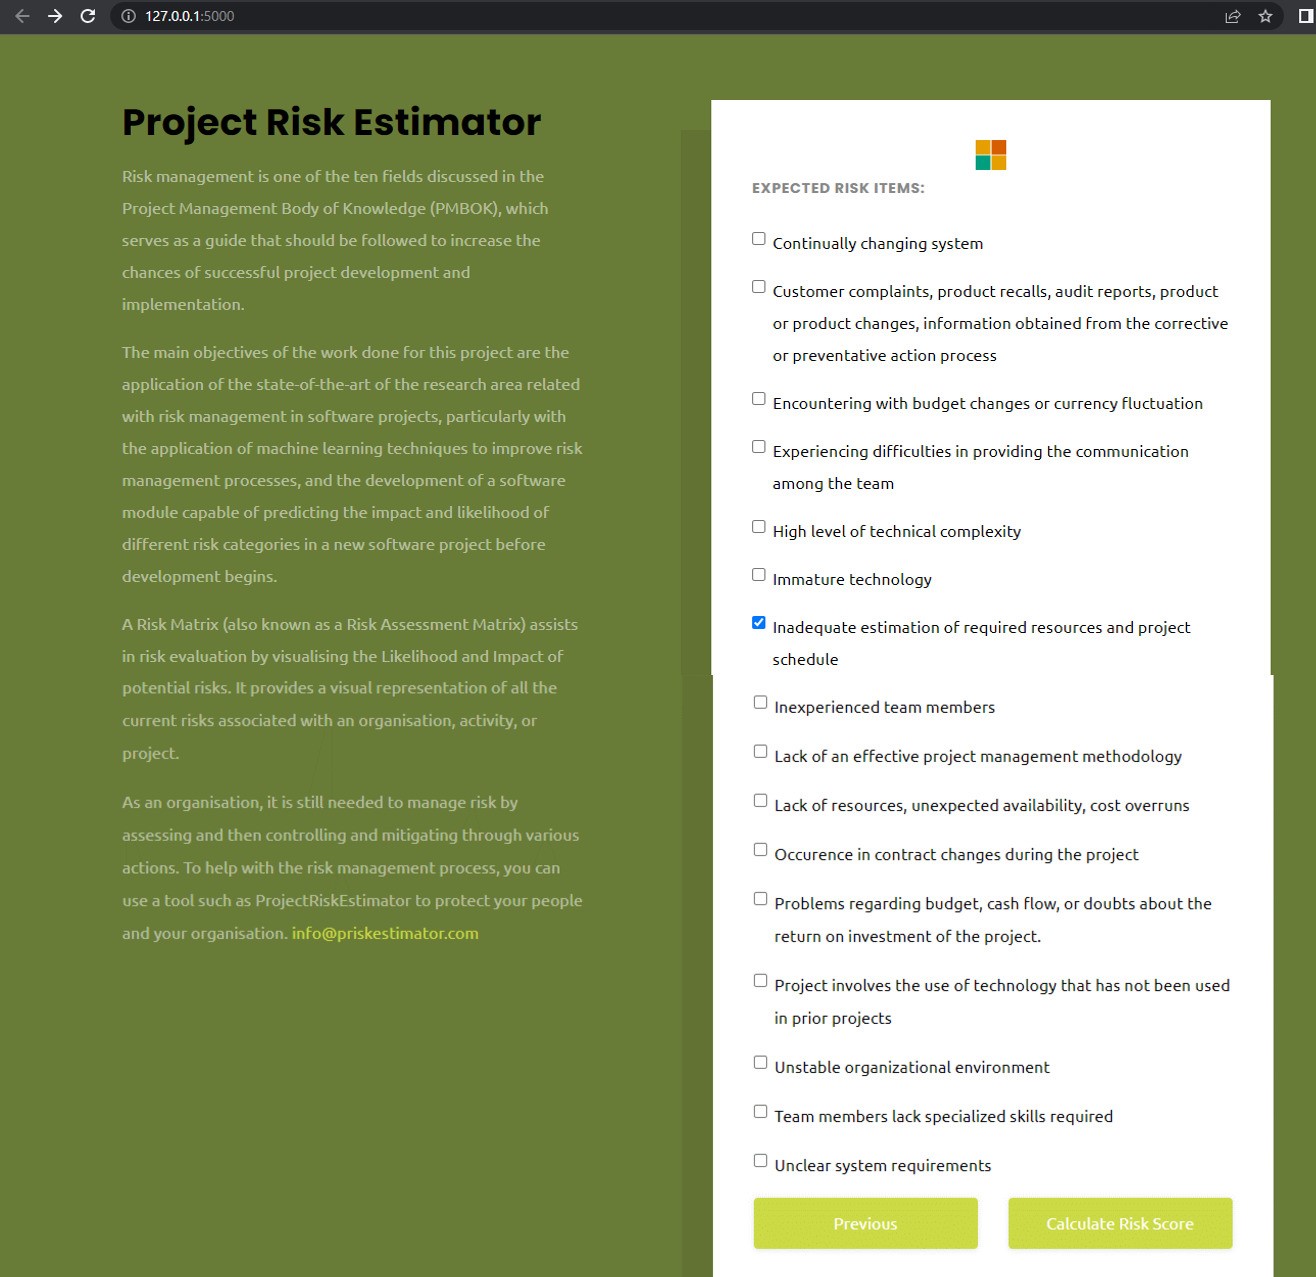 127.0.0.1:5000
Project Risk Estimator
Risk management is one of the ten fields discussed in the
Project Management Body of Knowledge (PMBOK), which
serves as a guide that should be followed to increase the
chances of successful project development and
implementation.
The main objectives of the work done for this project are the
application of the state-of-the-art of the research area related
with risk management in software projects, particularly with
the application of machine learning techniques to improve risk
management processes, and the development of a software
module capable of predicting the impact and likelihood of
different risk categories in a new software project before
development begins.
A Risk Matrix (also known as a Risk Assessment Matrix) assists
in risk evaluation by visualising the Likelihood and Impact of
potential risks. It provides a visual representation of all the
current risks associated with an organisation, activity, or
project.
As an organisation, it is still needed to manage risk by
assessing and then controlling and mitigating through various
actions. To help with the risk management process, you can
use a tool such as ProjectRiskEstimator to protect your people
and your organisation. info@priskestimator.com
EXPECTED RISK ITEMS:
Continually changing system
Customer complaints, product recalls, audit reports, product
or product changes, information obtained from the corrective
or preventative action process
Encountering with budget changes or currency fluctuation
Experiencing difficulties in providing the communication
among the team
High level of technical complexity
Immature technology
Inadequate estimation of required resources and project
schedule
Inexperienced team members
Lack of an effective project management methodology
Lack of resources, unexpected availability, cost overruns
Occurence in contract changes during the project
Problems regarding budget, cash flow, or doubts about the
return on investment of the project.
Project involves the use of technology that has not been used
in prior projects
Unstable organizational environment
Team members lack specialized skills required
Unclear system requirements
Previous
Calculate Risk Score